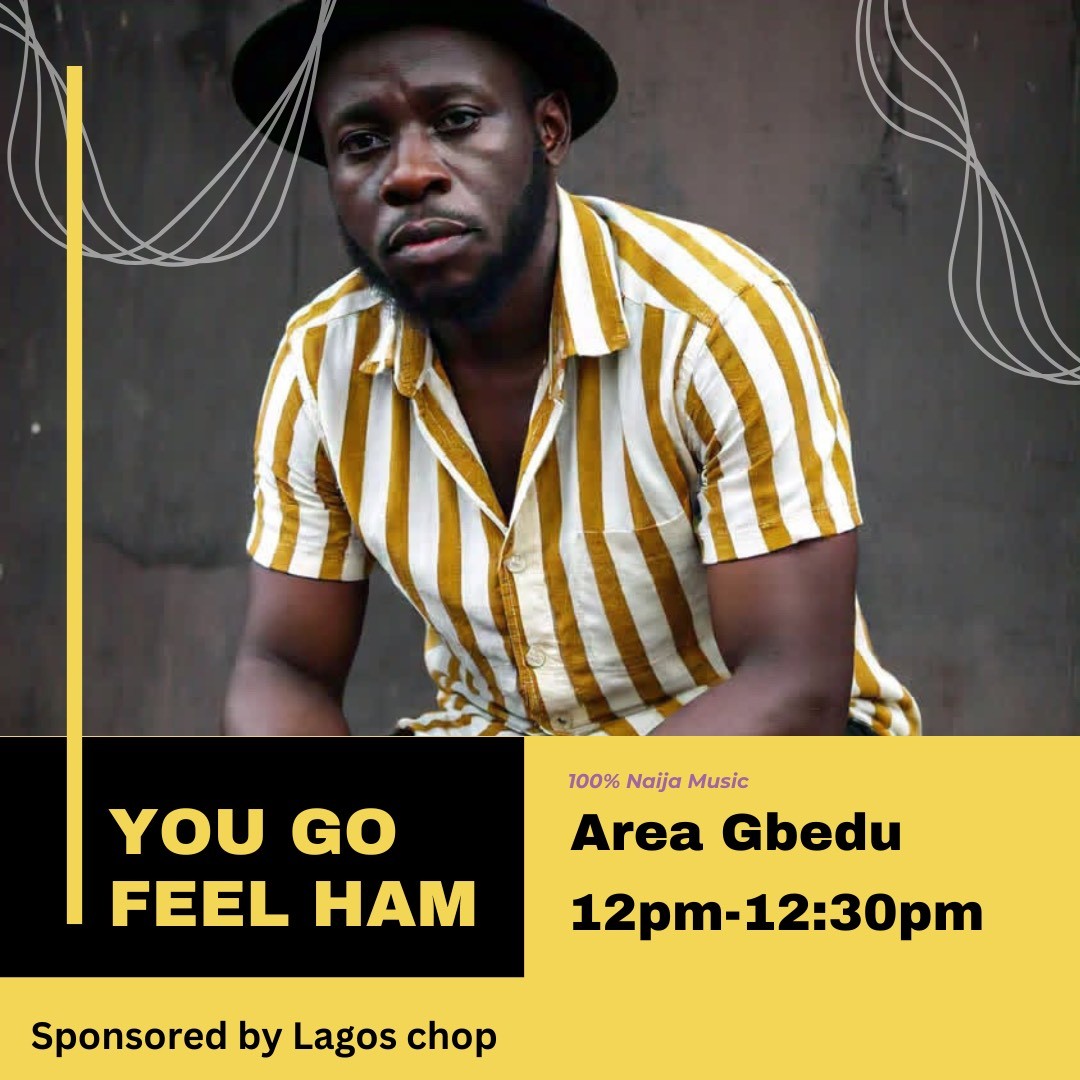 YOU GO
FEEL HAM
100% Naija Music
Area Gbedu
12pm-12:30pm
Sponsored by Lagos chop